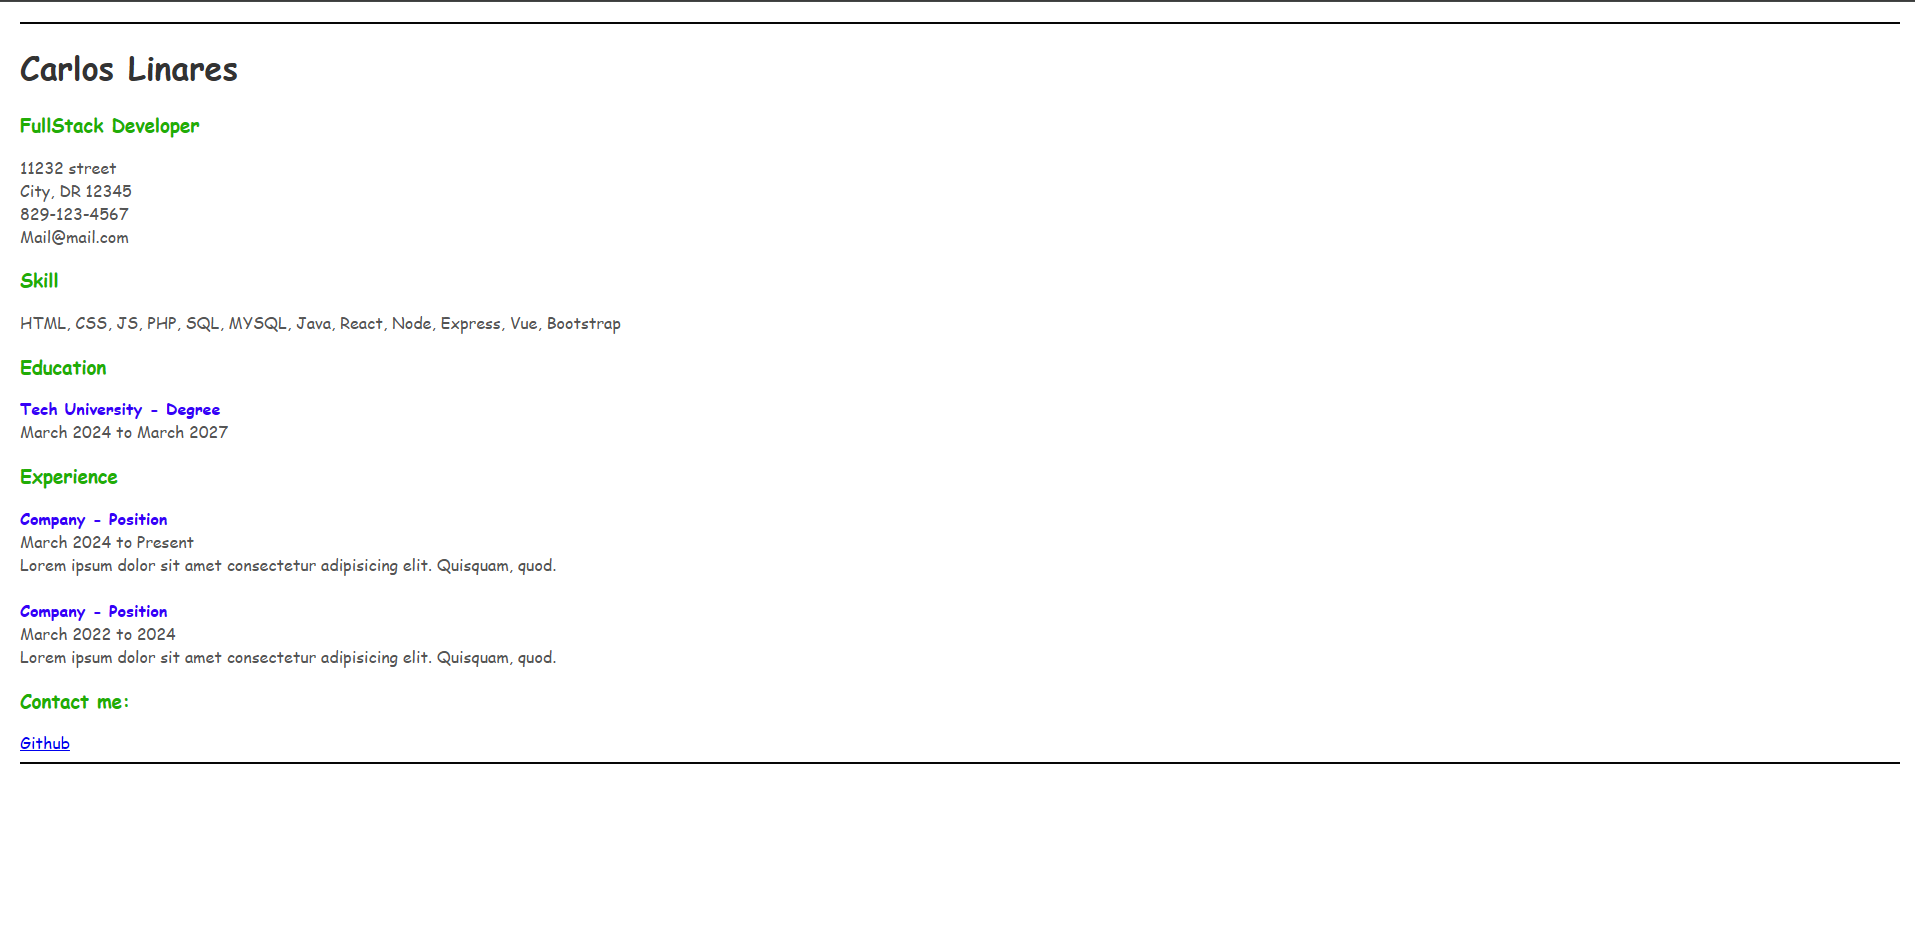 Carlos Linares
FullStack Developer
11232 street
City, DR 12345
829-123-4567
Mail@mail.com
Skill
HTML, CSS, JS, PHP, SQL, MYSQL, Java, React, Node, Express, Vue, Bootstrap
Education
Tech University - Degree
March 2024 to March 2027
Experience
Company - Position
March 2024 to Present
Lorem ipsum dolor sit amet consectetur adipisicing elit. Quisquam, quod.
Company - Position
March 2022 to 2024
Lorem ipsum dolor sit amet consectetur adipisicing elit. Quisquam, quod.
Contact me:
Github